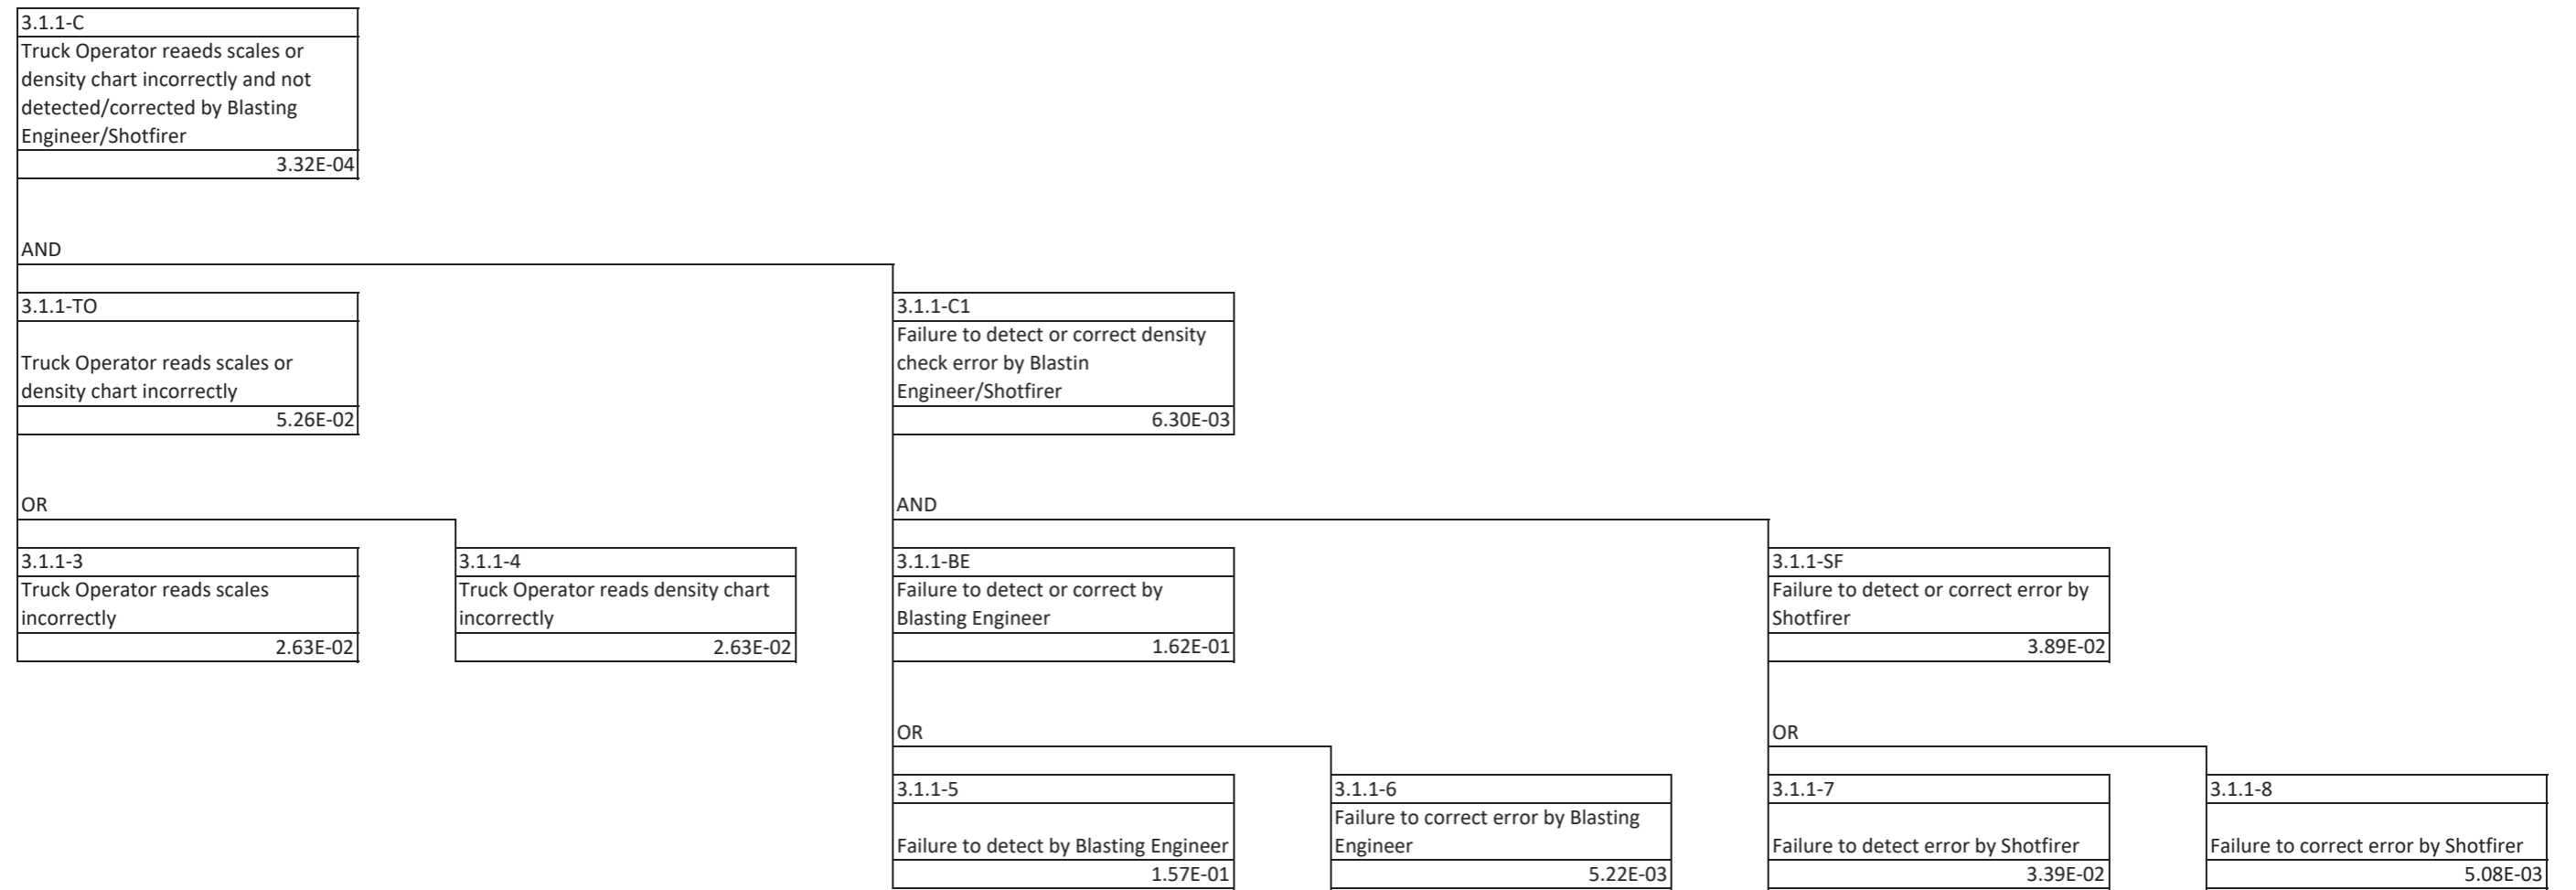 3.1.1-C
Truck Operator reaeds scales or
density chart incorrectly and not
detected/corrected by Blasting
Engineer/Shotfirer
3.32E-04
AND
3.1.1-TO
Truck Operator reads scales or
density chart incorrectly
5.26E-02
3.1.1-C1
Failure to detect or correct density
check error by Blastin
Engineer/Shotfirer
6.30E-03
OR
AND
3.1.1-3
Truck Operator reads scales
incorrectly
2.63E-02
3.1.1-4
Truck Operator reads density chart
incorrectly
2.63E-02
3.1.1-BE
Failure to detect or correct by
Blasting Engineer
1.62E-01
3.1.1-SF
Failure to detect or correct error by
Shotfirer
3.89E-02
OR
OR
3.1.1-5
Failure to detect by Blasting Engineer
1.57E-01
3.1.1-6
Failure to correct error by Blasting
Engineer
5.22E-03
3.1.1-7
Failure to detect error by Shotfirer
3.39E-02
3.1.1-8
Failure to correct error by Shotfirer
5.08E-03